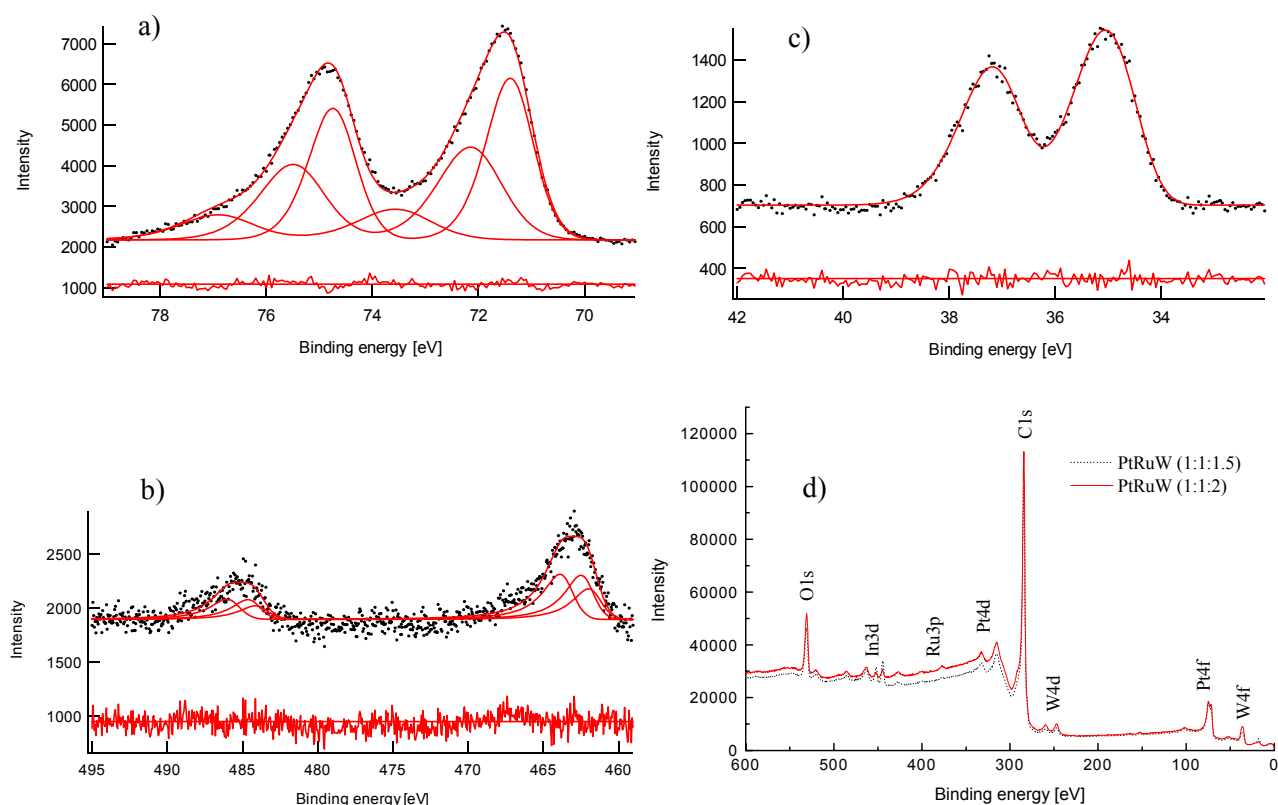 a)
7000
6000
5000
4000
3000
2000
1000
Intensity
78
76
74
72
70
Binding energy [eV]
c)
1400
1200
1000
800
600
400
Intensity
42
40
38
36
34
Binding energy [eV]
b)
2500
2000
1500
1000
Intensity
495
490
485
480
475
470
465
460
Binding energy[eV]
d)
120000
100000
80000
60000
40000
20000
0
Intensity
O1s
In3d
Ru3p
Pt4d
C1s
W4d
Pt4f
W4f
PtRuW (1:1:1.5)
PtRuW (1:1:2)
600
500
400
300
200
100
0
Binding energy [eV]